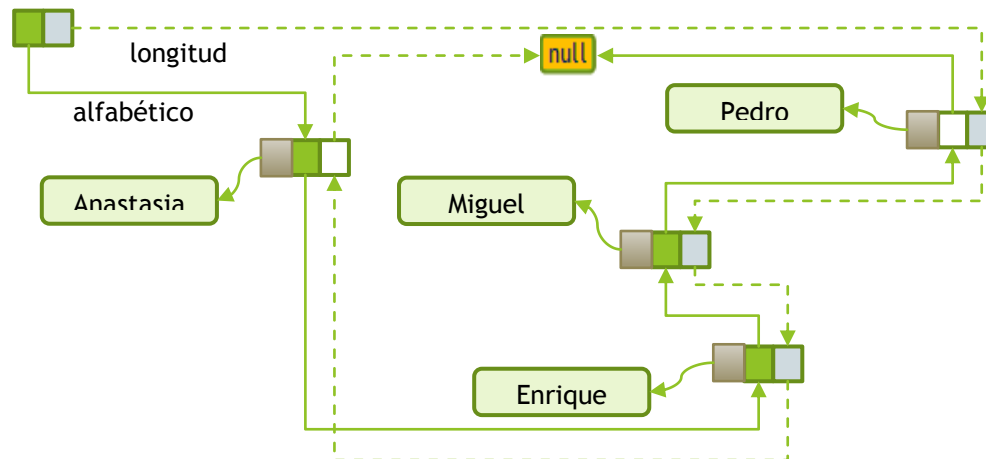 longitud
null
alfabético
Pedro
Anastasia
Miguel
Enrique